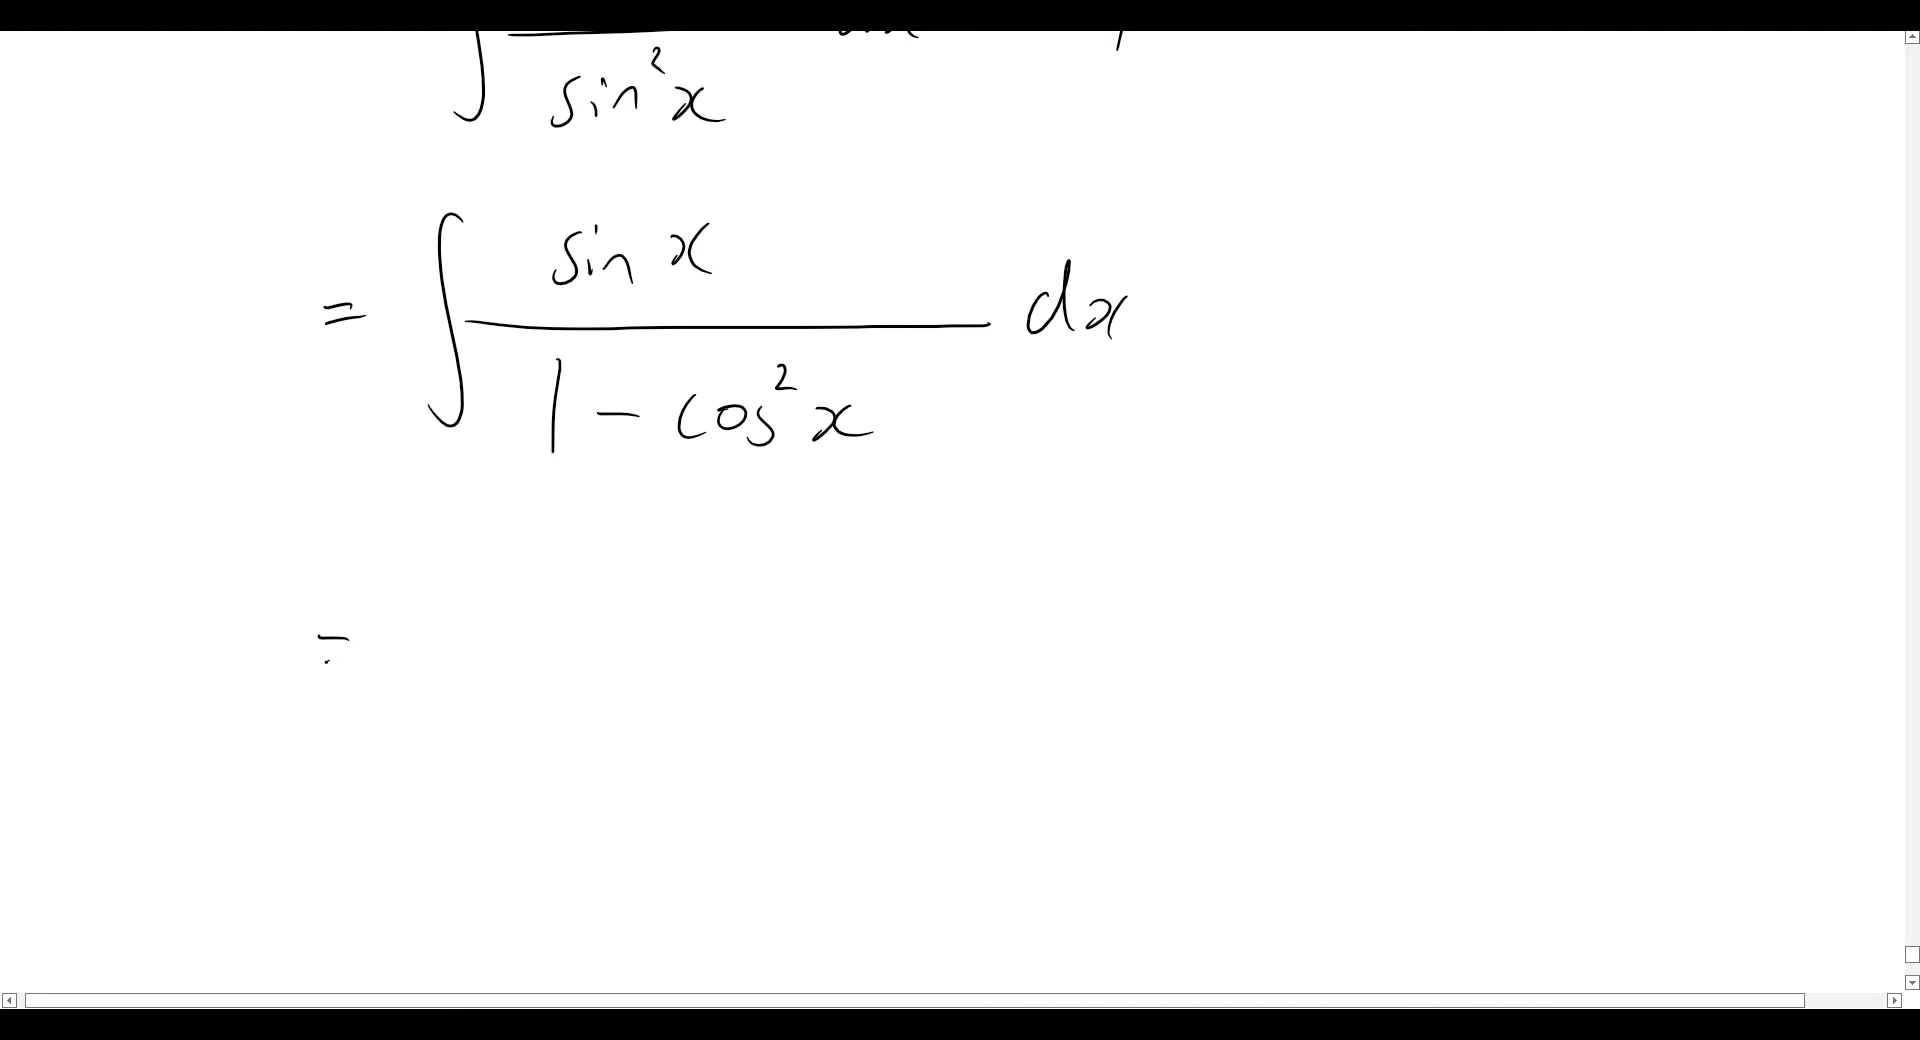 ∫ sin²x
= ∫ sin x / 1 - cos²x dx
=